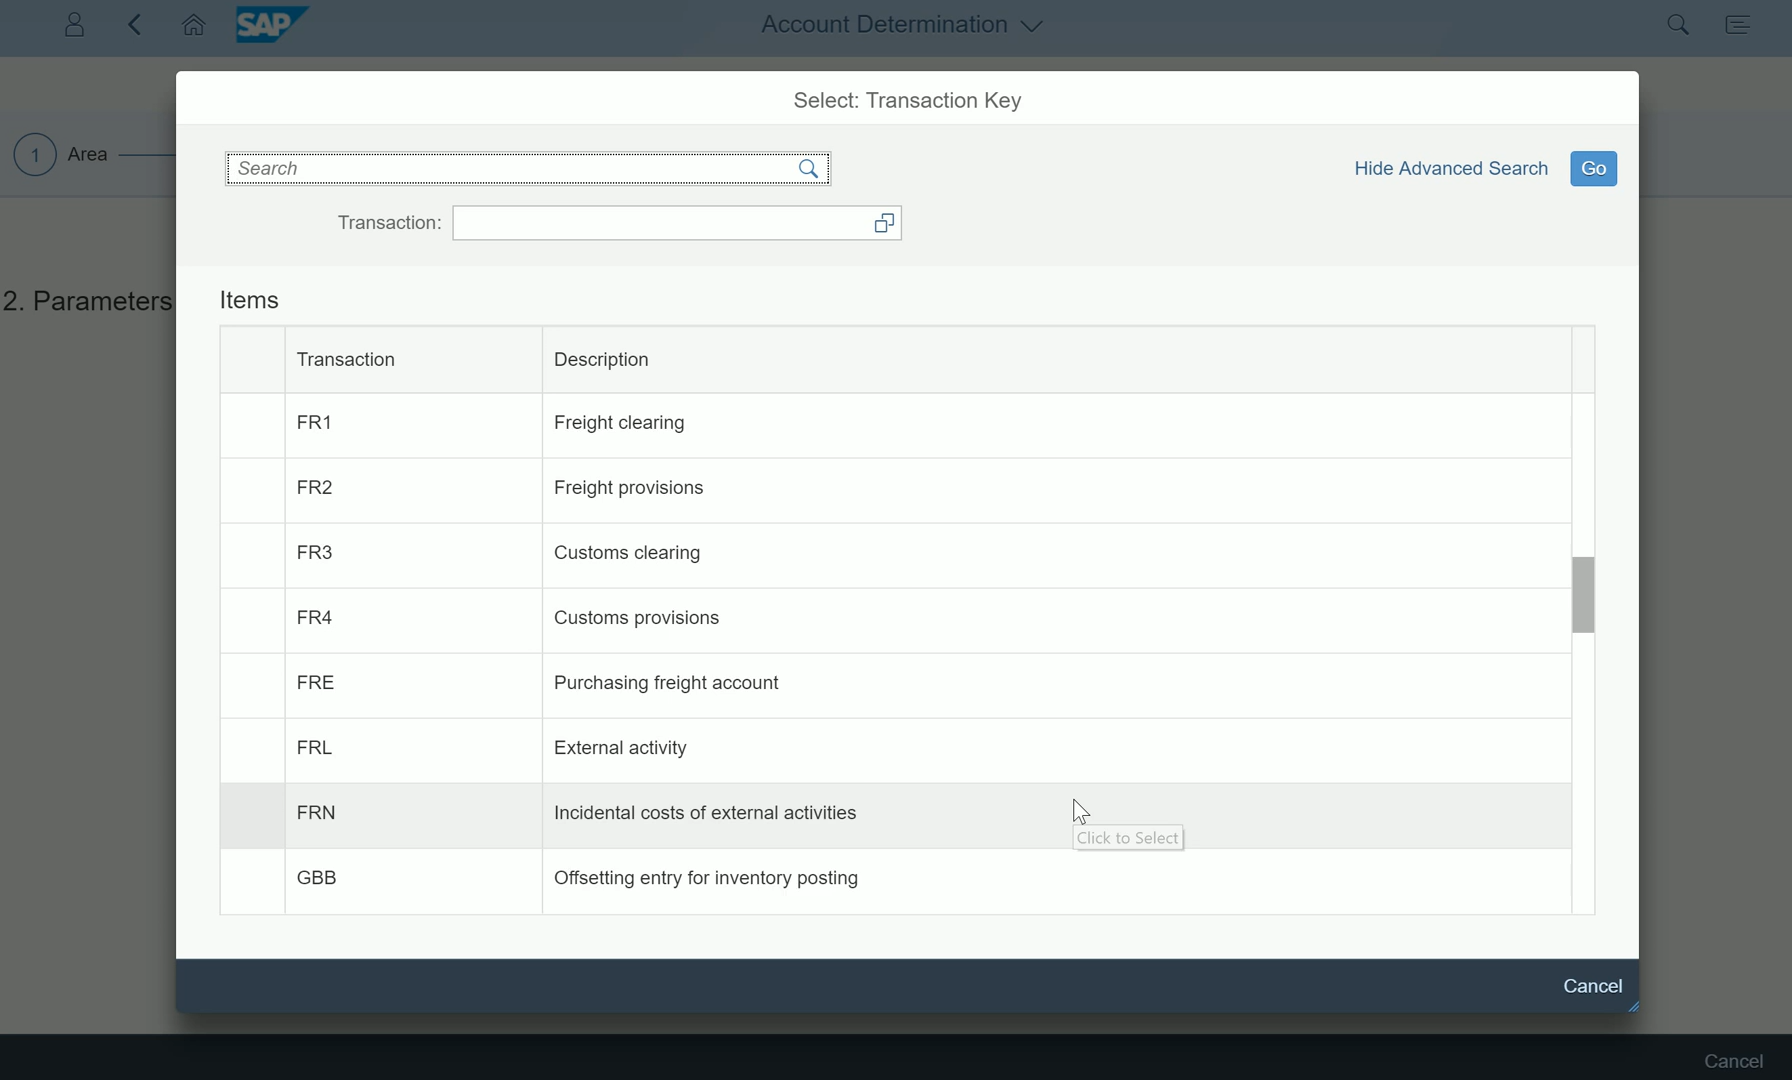 SAP
Account Determination
Select: Transaction Key
1 Area
Search
Hide Advanced Search
Go
Transaction:
2. Parameters
Items
Transaction Description
FR1 Freight clearing
FR2 Freight provisions
FR3 Customs clearing
FR4 Customs provisions
FRE Purchasing freight account
FRL External activity
FRN Incidental costs of external activities
Click to Select
GBB Offsetting entry for inventory posting
Cancel
Cancel